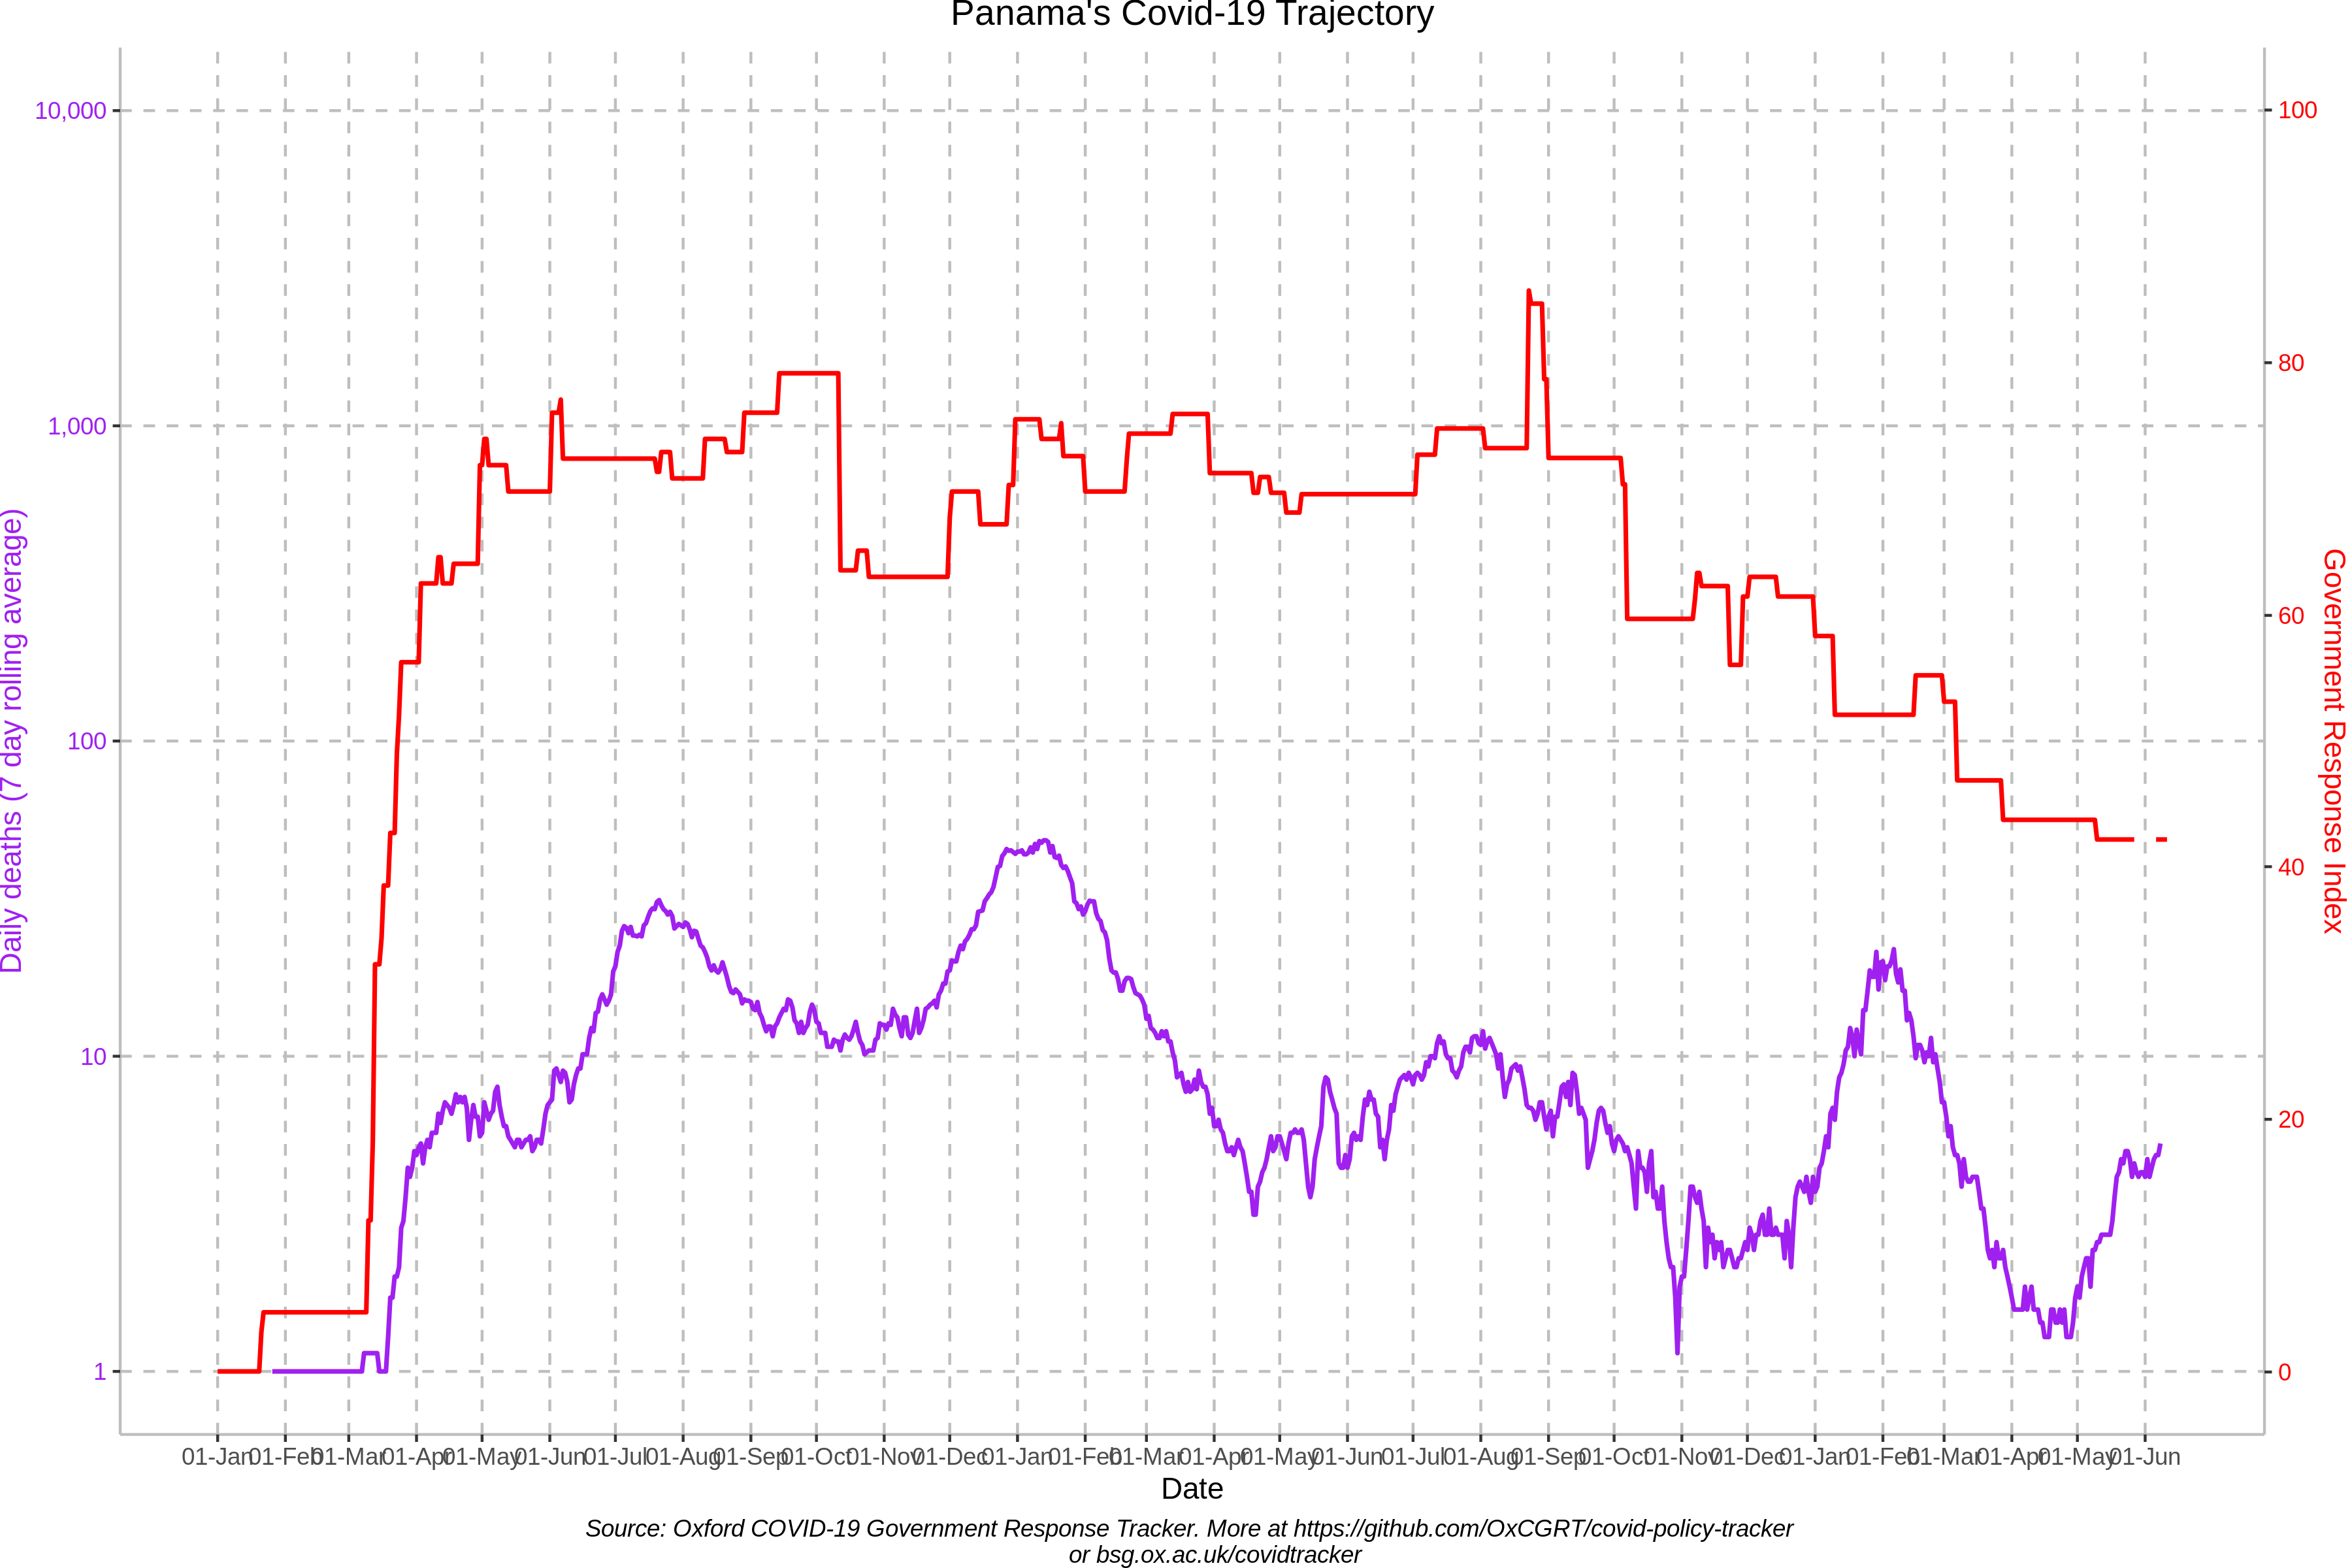 Panama's Covid-19 Trajectory
Daily deaths (7 day rolling average)
10,000
1,000
100
10
1
100
80
60
40
20
0
Government Response Index
01-Jan 01-Feb 01-Mar 01-Apr 01-May 01-Jun 01-Jul 01-Aug 01-Sep 01-Oct 01-Nov 01-Dec 01-Jan 01-Feb 01-Mar 01-Apr 01-May 01-Jun 01-Jul 01-Aug 01-Sep 01-Oct 01-Nov 01-Dec 01-Jan 01-Feb 01-Mar 01-Apr 01-May 01-Jun
Date
Source: Oxford COVID-19 Government Response Tracker. More at https://github.com/OxCGRT/covid-policy-tracker
or bsg.ox.ac.uk/covidtracker